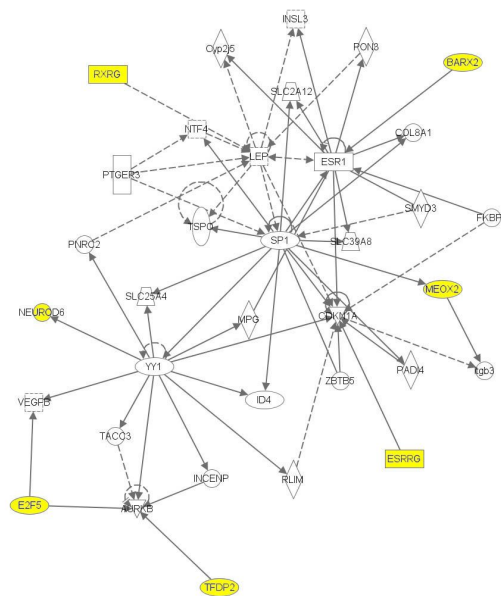 INSL3
Cyp2j5
PON3
BARX2
RXRG
SLC2A12
NTF4
COL8A1
LEP
ESR1
PTGER3
SMYD3
FKBP
TSPO
SP1
SLC39A8
PNRC2
MEOX2
SLC25A4
NEUROD6
MPG
CDKN1A
YY1
PADI4
Itgb3
ZBTB5
VEGFB
ID4
TACC3
ESRRG
INCENP
RLIM
E2F5
AURKB
TFDP2